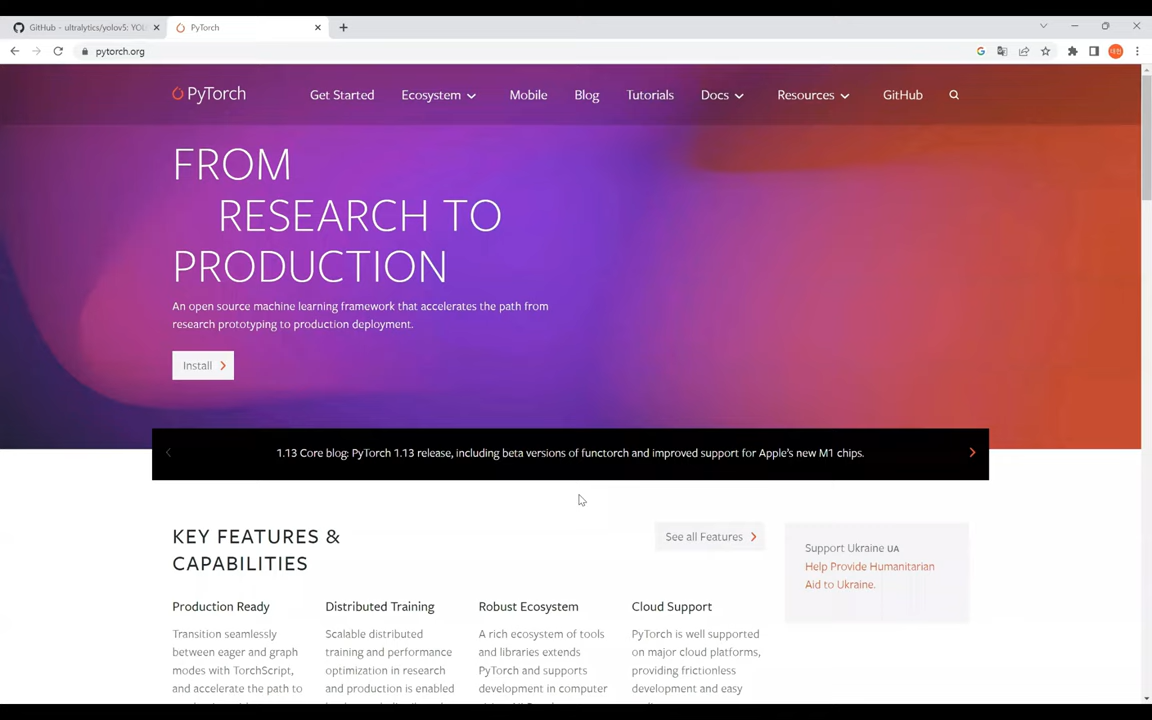 GitHub - ultralytics/yolov5: YOL
PyTorch
pytorch.org
PyTorch
Get Started
Ecosystem
Mobile
Blog
Tutorials
Docs
Resources
GitHub
FROM
RESEARCH TO
PRODUCTION
An open source machine learning framework that accelerates the path from
research prototyping to production deployment.
Install
1.13 Core blog: PyTorch 1.13 release, including beta versions of functorch and improved support for Apple's new M1 chips.
KEY FEATURES &
CAPABILITIES
See all Features
Support Ukraine UA
Help Provide Humanitarian
Aid to Ukraine.
Production Ready
Transition seamlessly
between eager and graph
modes with TorchScript,
and accelerate the path to
Distributed Training
Scalable distributed
training and performance
optimization in research
and production is enabled
Robust Ecosystem
A rich ecosystem of tools
and libraries extends
PyTorch and supports
development in computer
Cloud Support
PyTorch is well supported
on major cloud platforms,
providing frictionless
development and easy